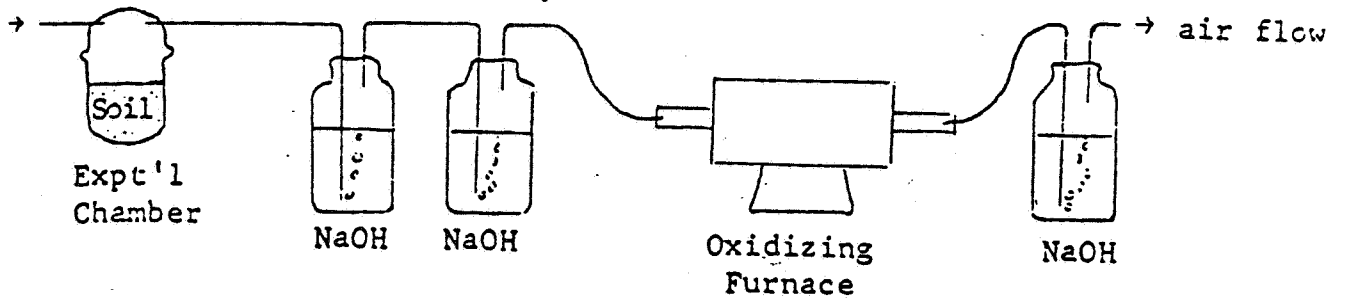 → → air flow
Soil
Expt'l
Chamber
NaOH NaOH Oxidizing
Furnace NaOH